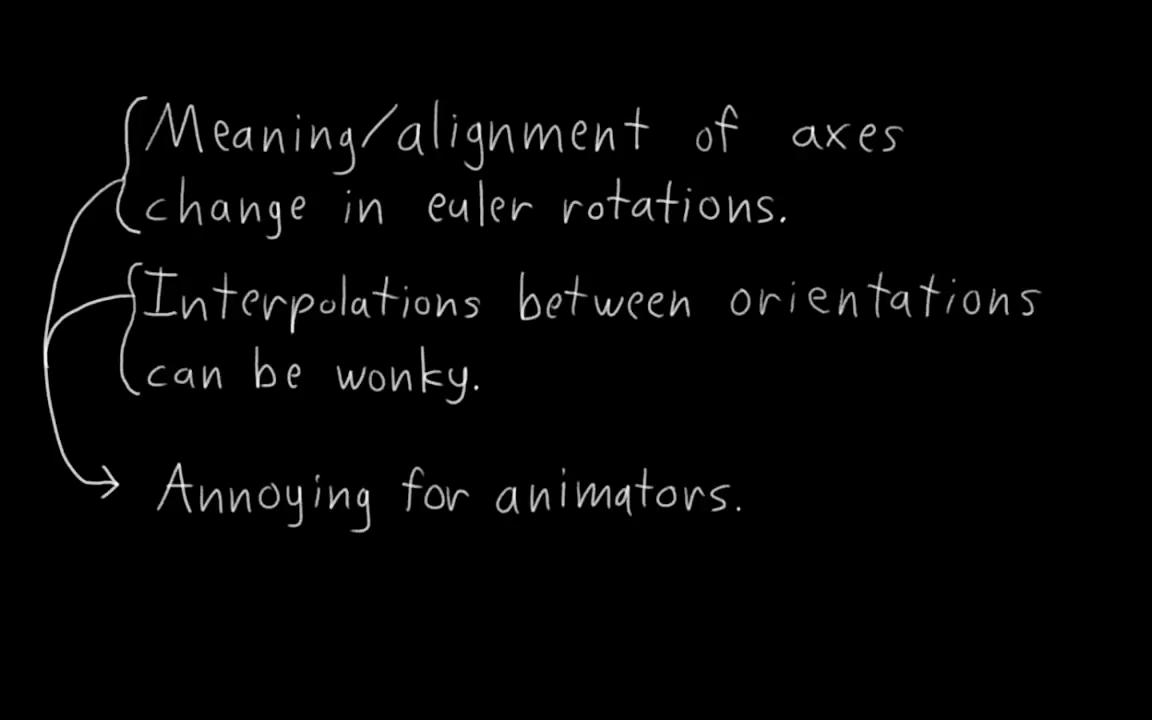 Meaning/alignment of axes
change in euler rotations.
Interpolations between orientations
can be wonky.
Annoying for animators.